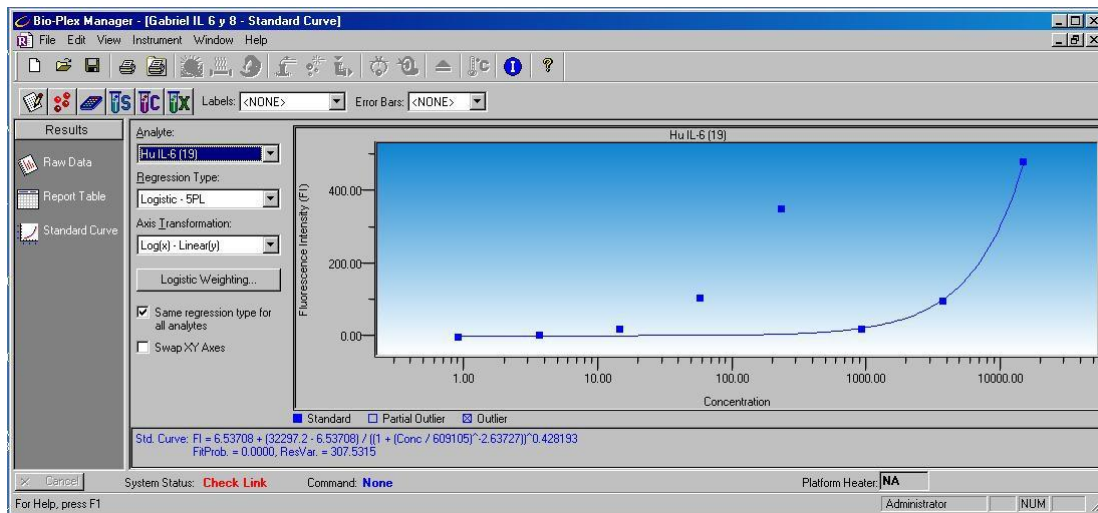 Bio-Plex Manager - [Gabriel IL 6 y 8 - Standard Curve]
File Edit View Instrument Window Help
Labels: <NONE> Error Bars: <NONE>
Results
Raw Data
Report Table
Standard Curve
Analyte:
Hu IL-6 (19)
Regression Type:
Logistic - 5PL
Axis Transformation:
Log(x) - Linear(y)
Logistic Weighting...
Same regression type for
all analytes
Swap XY Axes
Hu IL-6 (19)
Fluorescence Intensity (FI)
400.00
200.00
0.00
1.00 10.00 100.00 1000.00 10000.00
Concentration
Standard Partial Outlier Outlier
Std. Curve: FI = 6.53708 + (32297.2 - 6.53708) / ((1 + (Conc / 609105)^-2.63727))^0.428193
FitProb. = 0.0000, ResVar. = 307.5315
Cancel System Status: Check Link Command: None Platform Heater: NA
For Help, press F1 Administrator NUM